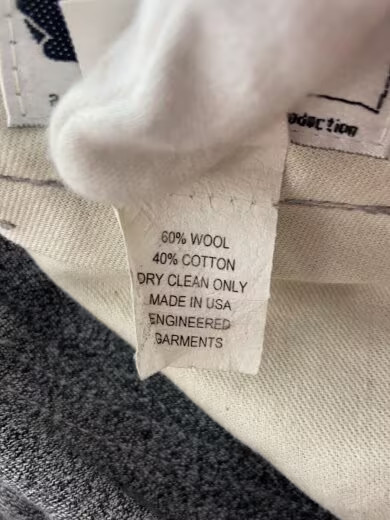 60% WOOL
40% COTTON
DRY CLEAN ONLY
MADE IN USA
ENGINEERED
GARMENTS